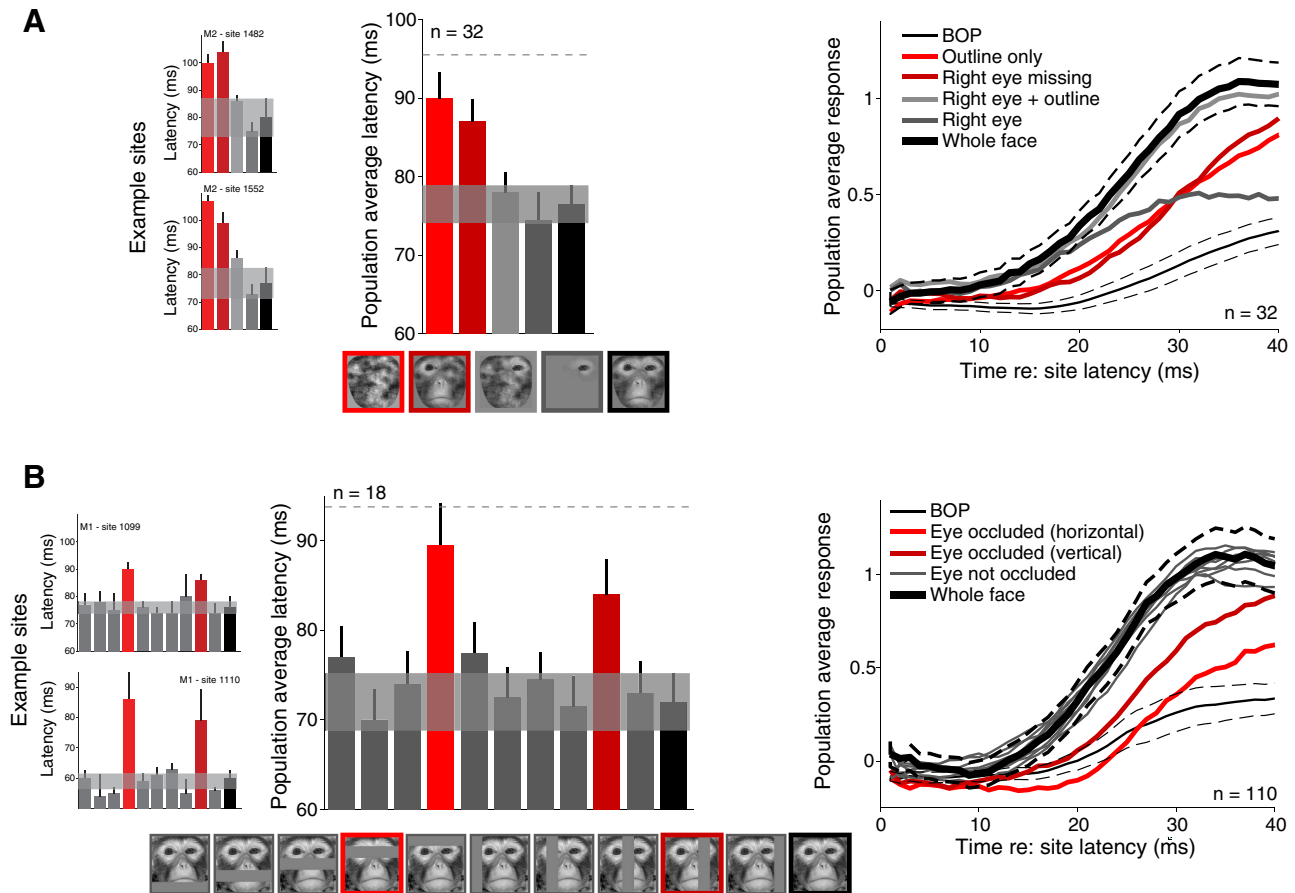 A
Example sites
M2 - site 1482
Latency (ms)
100
80
60
M2 - site 1552
Latency (ms)
100
80
60
Population average latency (ms)
100
90
80
70
60
n = 32
Population average response
1
0.5
0
BOP
Outline only
Right eye missing
Right eye + outline
Right eye
Whole face
n = 32
0 10 20 30 40
Time re: site latency (ms)
B
Example sites
M1 - site 1099
Latency (ms)
100
90
80
70
60
M1 - site 1110
Latency (ms)
90
80
70
60
Population average latency (ms)
90
80
70
60
n = 18
Population average response
1
0.5
0
BOP
Eye occluded (horizontal)
Eye occluded (vertical)
Eye not occluded
Whole face
n = 110
0 10 20 30 40
Time re: site latency (ms)